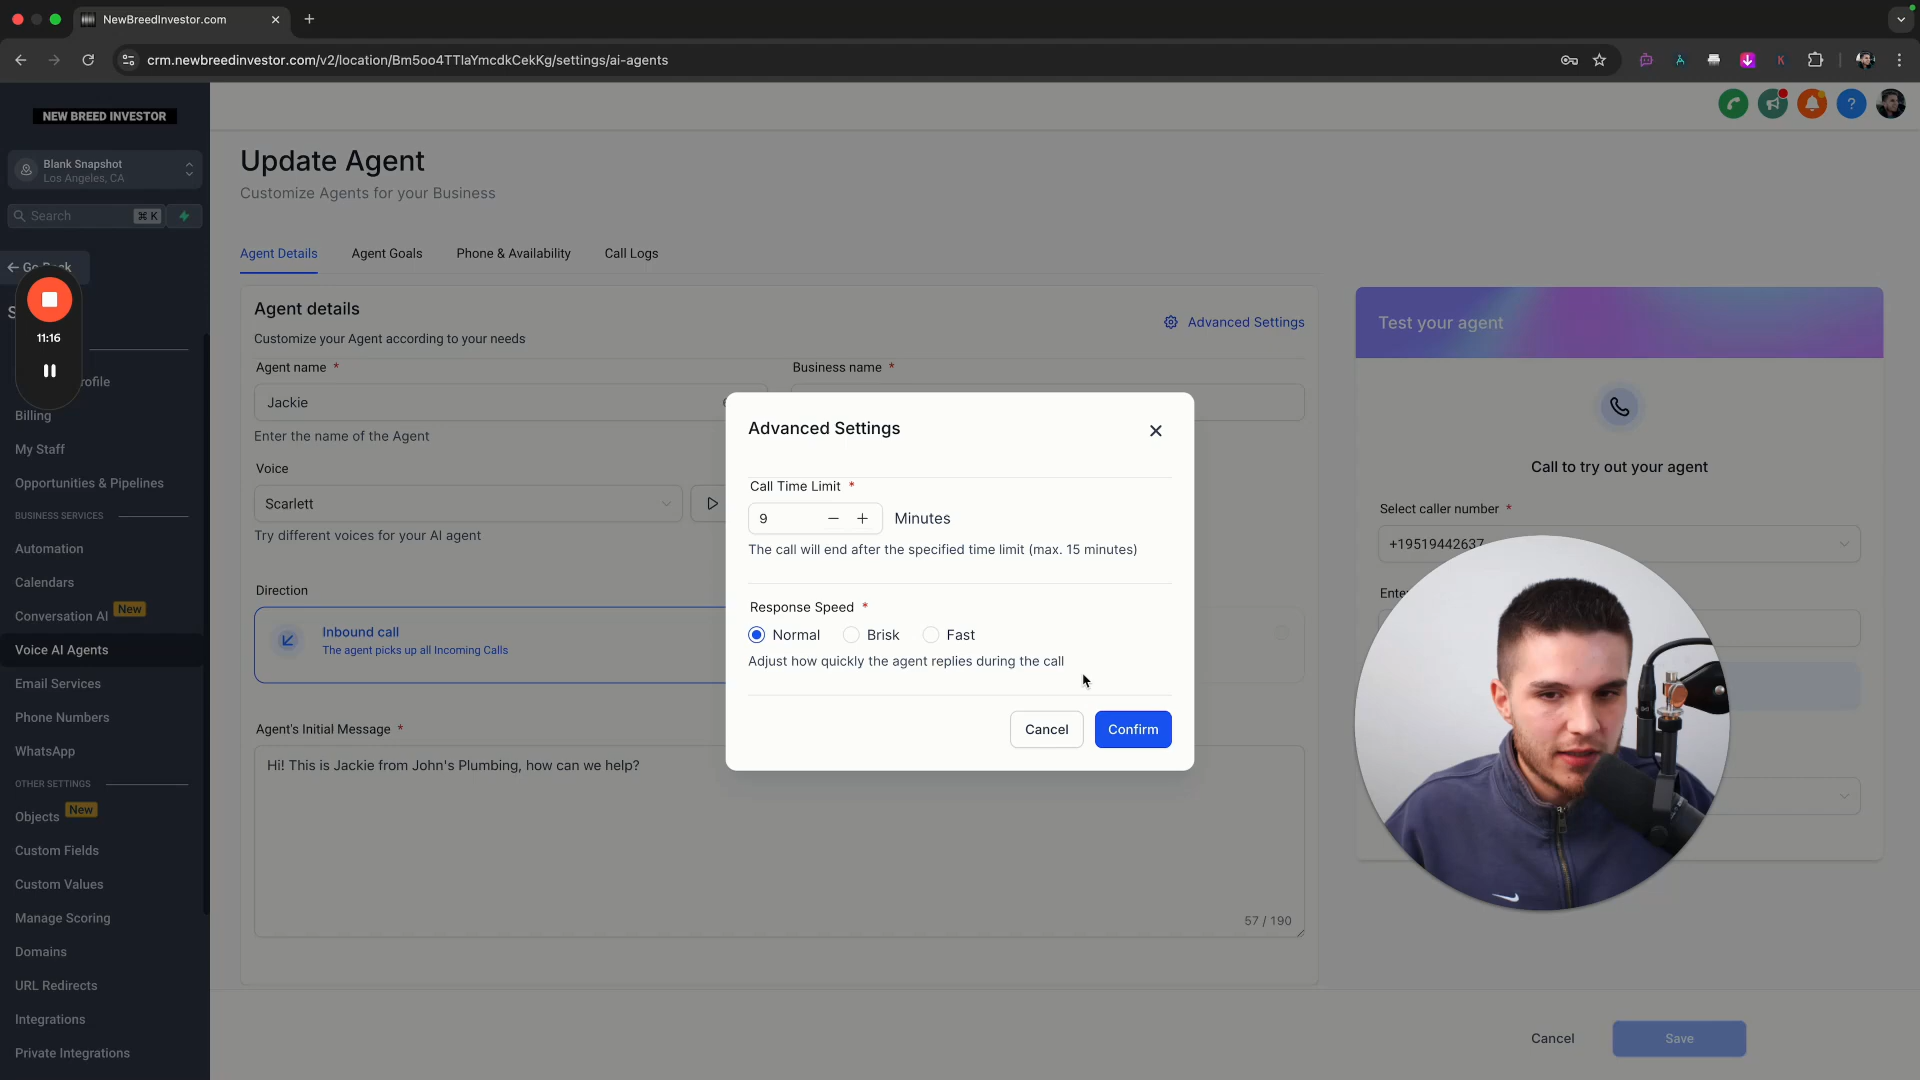 NewBreedInvestor.com
crm.newbreedinvestor.com/v2/location/Bm5oo4TTlaYmcdkCekKg/settings/ai-agents
NEW BREED INVESTOR
Blank Snapshot
Los Angeles, CA
Search
⌘ K
Go Back
S
11:16
rofile
Billing
My Staff
Opportunities & Pipelines
BUSINESS SERVICES
Automation
Calendars
Conversation AI New
Voice AI Agents
Email Services
Phone Numbers
WhatsApp
OTHER SETTINGS
Objects New
Custom Fields
Custom Values
Manage Scoring
Domains
URL Redirects
Integrations
Private Integrations
Update Agent
Customize Agents for your Business
Agent Details Agent Goals Phone & Availability Call Logs
Agent details
Customize your Agent according to your needs
Advanced Settings
Agent name *
Business name *
Jackie
Enter the name of the Agent
Voice
Scarlett
Try different voices for your AI agent
Direction
Inbound call
The agent picks up all Incoming Calls
Agent's Initial Message *
Hi! This is Jackie from John's Plumbing, how can we help?
57 / 190
Advanced Settings
Call Time Limit *
9 − + Minutes
The call will end after the specified time limit (max. 15 minutes)
Response Speed *
Normal Brisk Fast
Adjust how quickly the agent replies during the call
Cancel Confirm
Test your agent
Call to try out your agent
Select caller number *
+19519442637
Ente
Cancel Save